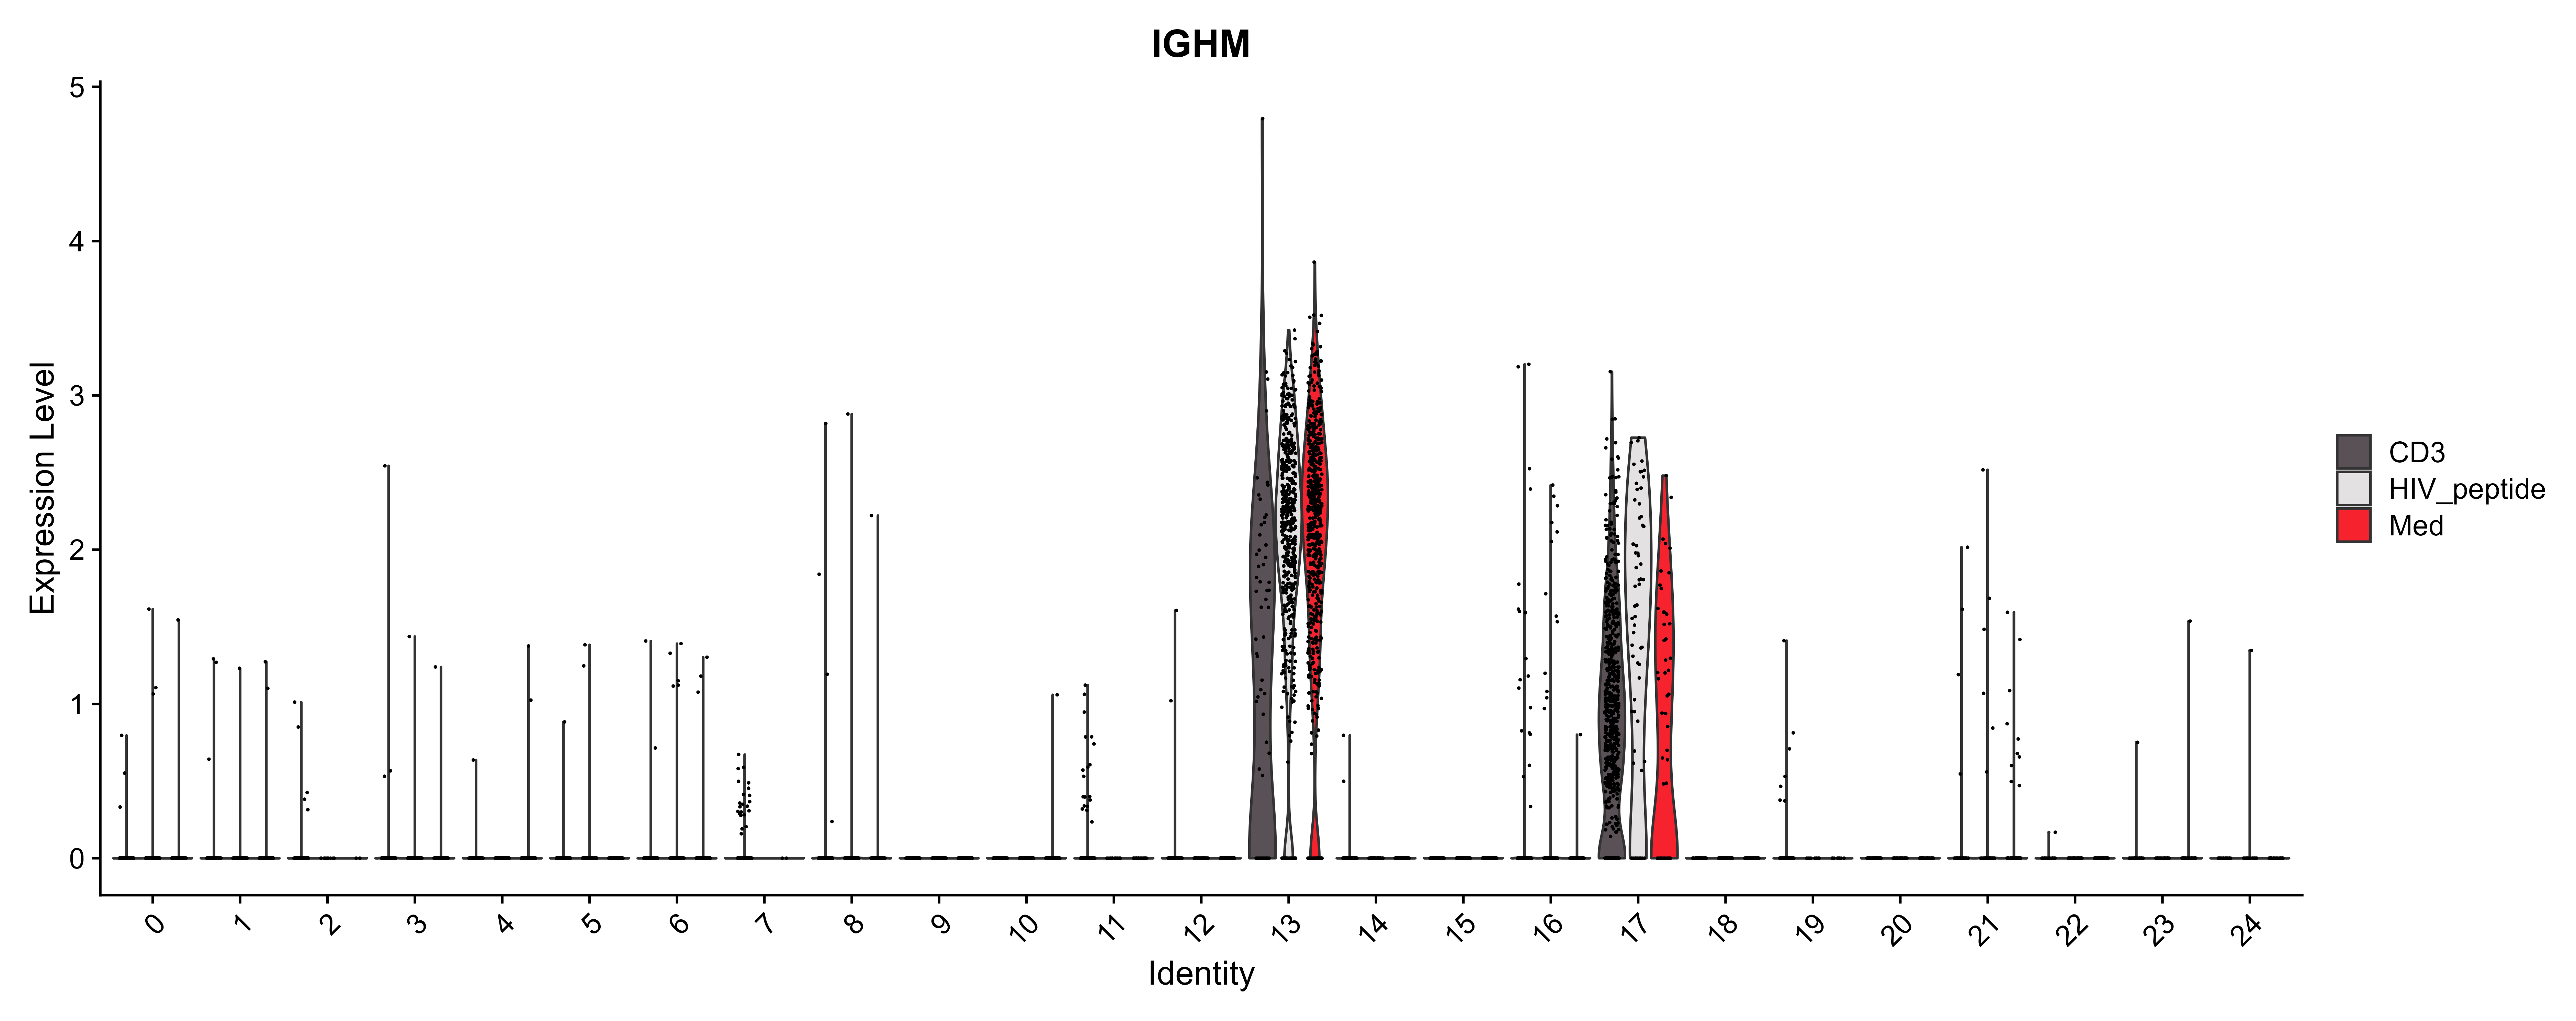 IGHM
5
4
3
2
1
0
Expression Level
0 1 2 3 4 5 6 7 8 9 10 11 12 13 14 15 16 17 18 19 20 21 22 23 24
Identity
CD3
HIV_peptide
Med